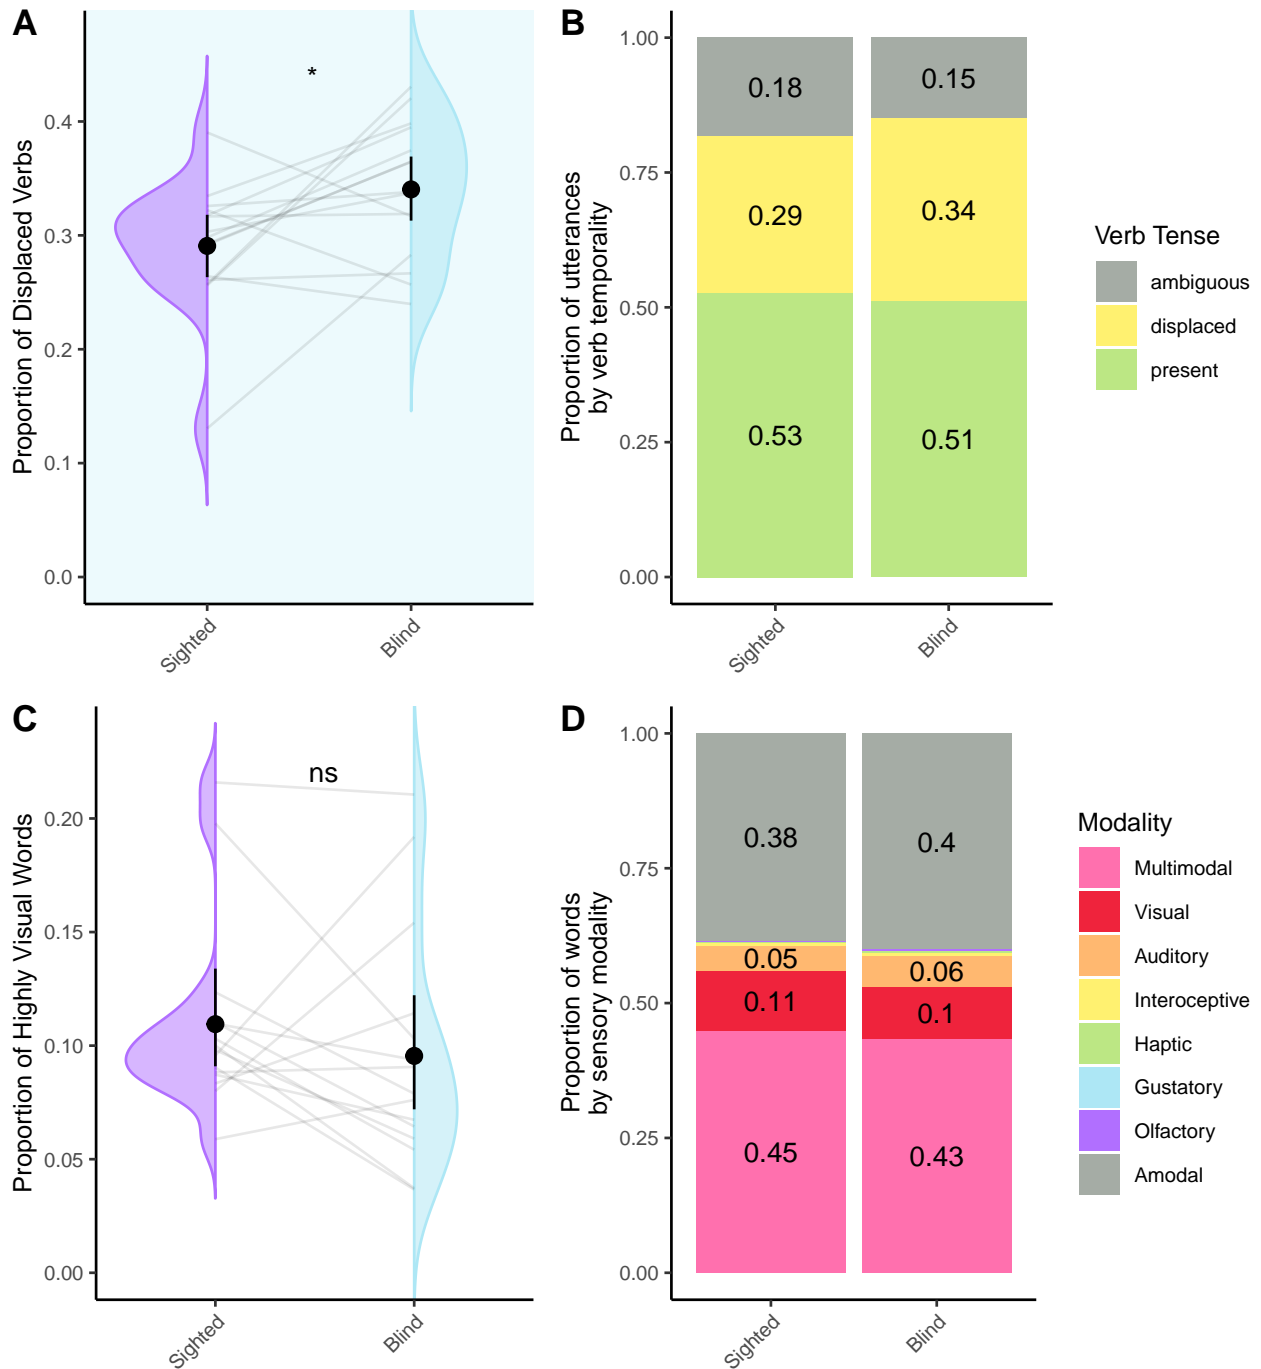 A
Proportion of Displaced Verbs
0.4
0.3
0.2
0.1
0.0
*
Sighted
Blind
B
Proportion of utterances
by verb temporality
1.00
0.75
0.50
0.25
0.00
0.18
0.15
0.29
0.34
0.53
0.51
Sighted
Blind
Verb Tense
ambiguous
displaced
present
C
Proportion of Highly Visual Words
0.20
0.15
0.10
0.05
0.00
ns
Sighted
Blind
D
Proportion of words
by sensory modality
1.00
0.75
0.50
0.25
0.00
0.38
0.4
0.05
0.06
0.11
0.1
0.45
0.43
Sighted
Blind
Modality
Multimodal
Visual
Auditory
Interoceptive
Haptic
Gustatory
Olfactory
Amodal